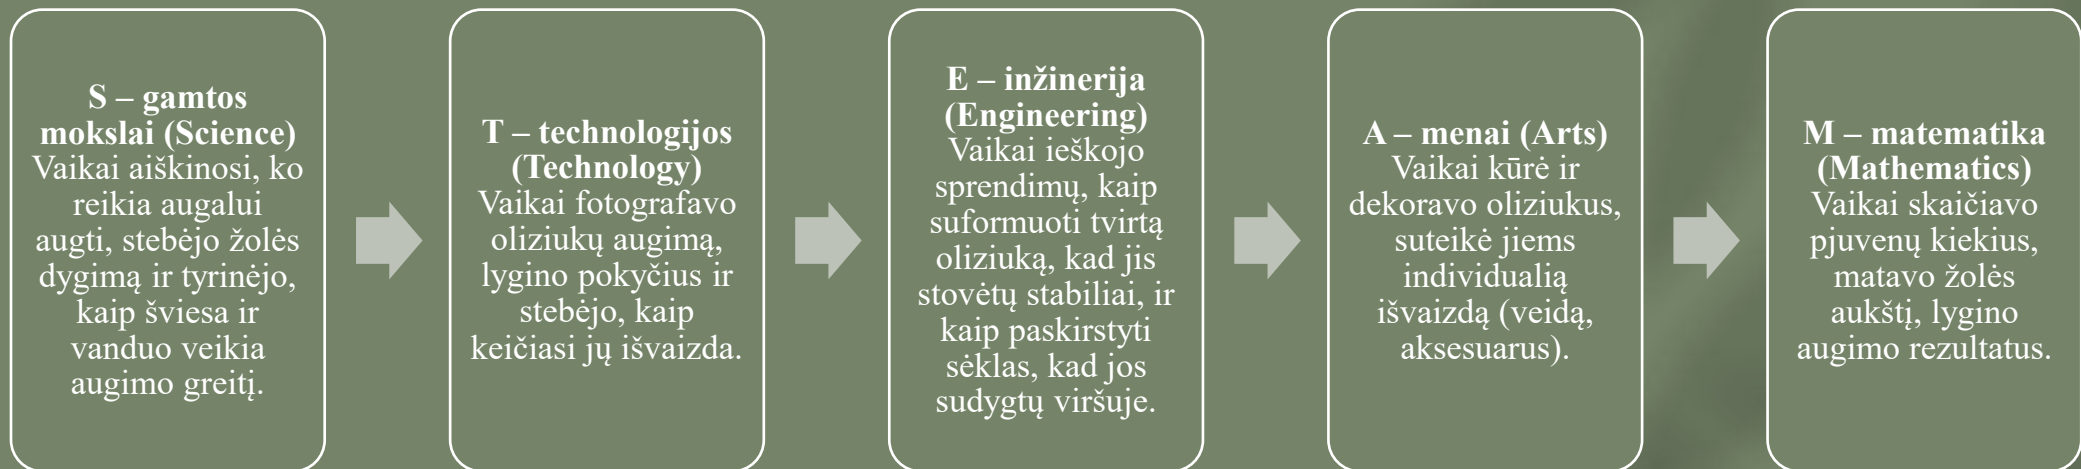 S – gamtos
mokslai (Science)
Vaikai aiškinosi, ko
reikia augalui
augti, stebėjo žolės
dygimą ir tyrinėjo,
kaip šviesa ir
vanduo veikia
augimo greitį.
T – technologijos
(Technology)
Vaikai fotografavo
oliziukų augimą,
lygino pokyčius ir
stebėjo, kaip
keičiasi jų išvaizda.
E – inžinerija
(Engineering)
Vaikai ieškojo
sprendimų, kaip
suformuoti tvirtą
oliziuką, kad jis
stovėtų stabiliai, ir
kaip paskirstyti
sėklas, kad jos
sudygtų viršuje.
A – menai (Arts)
Vaikai kūrė ir
dekoravo oliziukus,
suteikė jiems
individualią
išvaizdą (veidą,
aksesuarus).
M – matematika
(Mathematics)
Vaikai skaičiavo
pjuvenų kiekius,
matavo žolės
aukštį, lygino
augimo rezultatus.